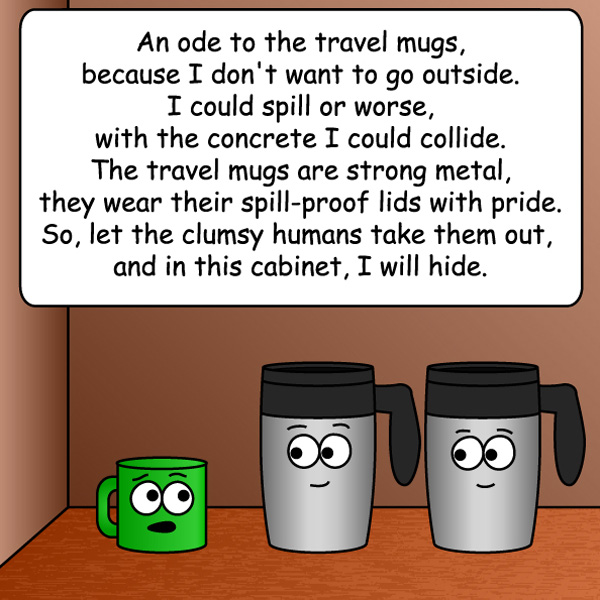 An ode to the travel mugs,
because I don't want to go outside.
I could spill or worse,
with the concrete I could collide.
The travel mugs are strong metal,
they wear their spill-proof lids with pride.
So, let the clumsy humans take them out,
and in this cabinet, I will hide.